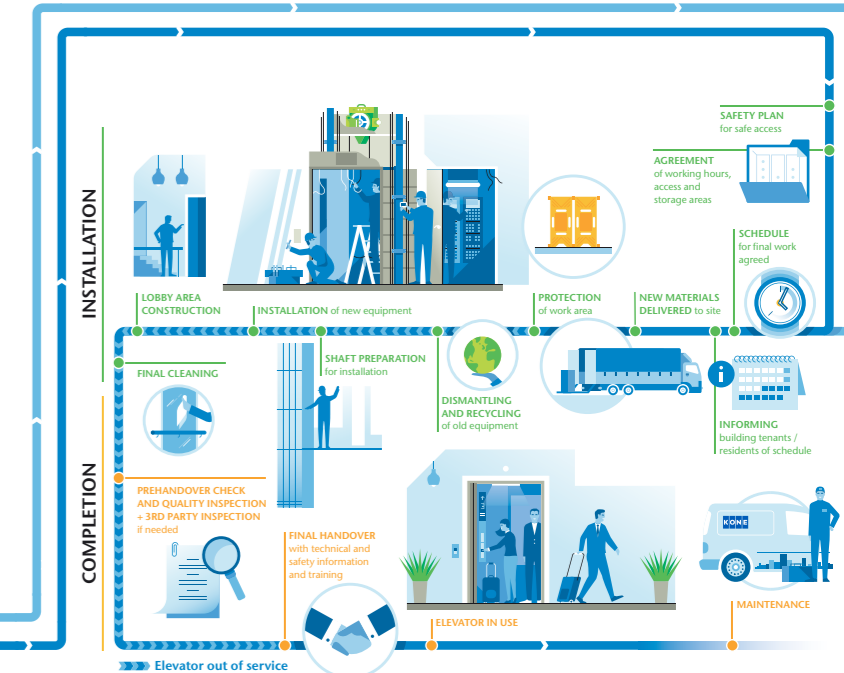 SAFETY PLAN
for safe access
AGREEMENT
of working hours,
access and
storage areas
SCHEDULE
for final work
agreed
INSTALLATION
LOBBY AREA
CONSTRUCTION
INSTALLATION of new equipment
PROTECTION
of work area
NEW MATERIALS
DELIVERED to site
FINAL CLEANING
SHAFT PREPARATION
for installation
DISMANTLING
AND RECYCLING
of old equipment
i
INFORMING
building tenants /
residents of schedule
COMPLETION
PREHANDOVER CHECK
AND QUALITY INSPECTION
+ 3RD PARTY INSPECTION
if needed
FINAL HANDOVER
with technical and
safety information
and training
KONE
ELEVATOR IN USE
MAINTENANCE
Elevator out of service